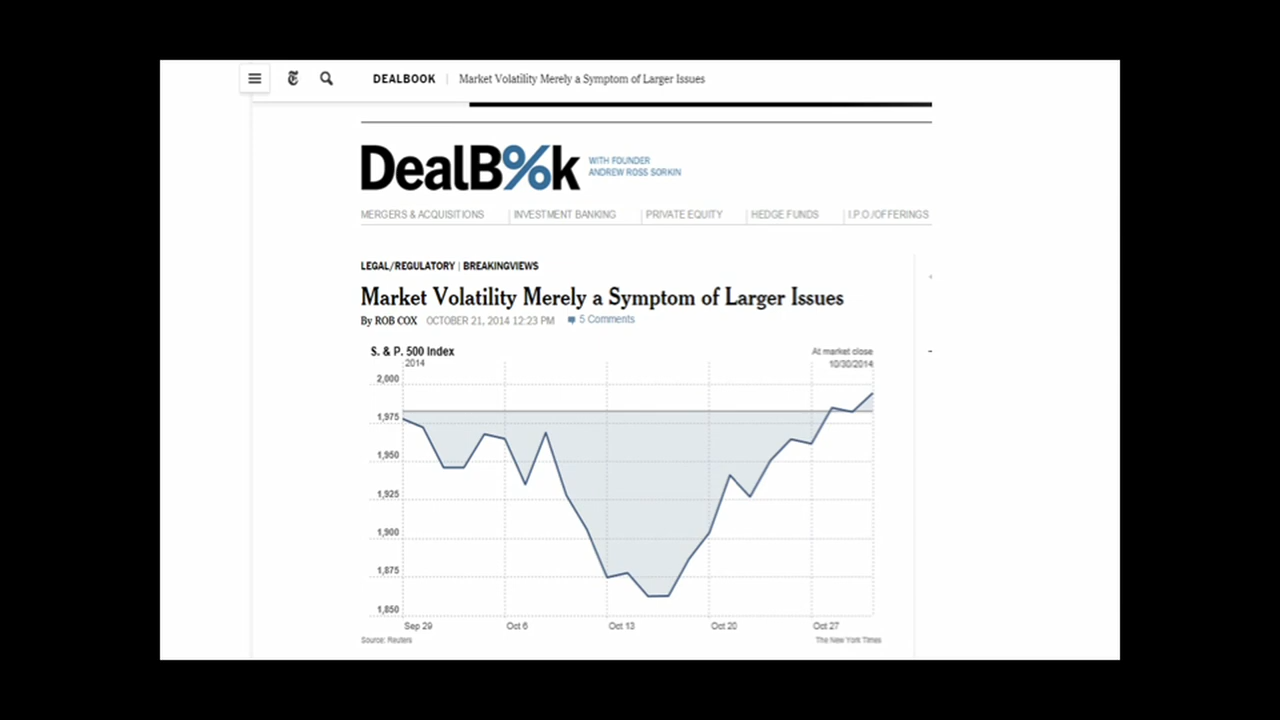 DEALBOOK | Market Volatility Merely a Symptom of Larger Issues
DealB%k
WITH FOUNDER
ANDREW ROSS SORKIN
MERGERS & ACQUISITIONS | INVESTMENT BANKING | PRIVATE EQUITY | HEDGE FUNDS | I.P.O./OFFERINGS
LEGAL/REGULATORY | BREAKINGVIEWS
Market Volatility Merely a Symptom of Larger Issues
By ROB COX OCTOBER 21, 2014 12:23 PM 5 Comments
S. & P. 500 Index
At market close
2014
10/30/2014
2,000
1,975
1,950
1,925
1,900
1,875
1,850
Sep 29 Oct 6 Oct 13 Oct 20 Oct 27
Source: Reuters
The New York Times